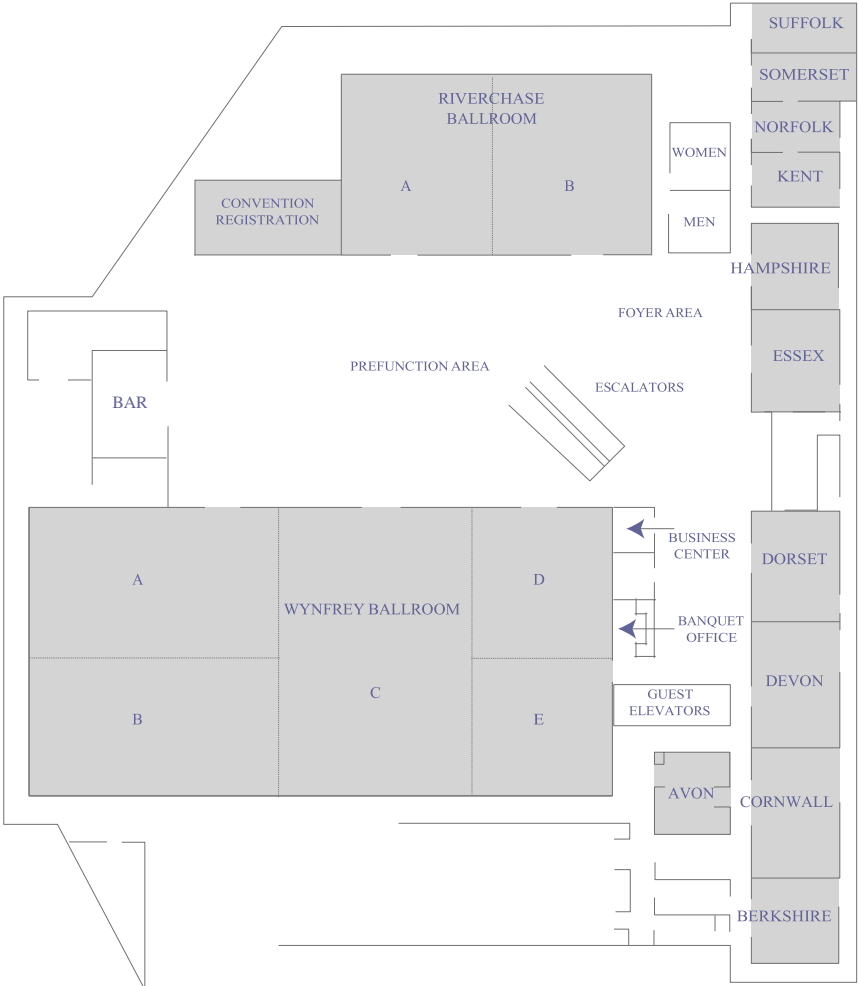 SUFFOLK
SOMERSET
RIVERCHASE
BALLROOM
NORFOLK
WOMEN
KENT
A
B
CONVENTION
REGISTRATION
MEN
HAMPSHIRE
FOYER AREA
ESSEX
PREFUNCTION AREA
ESCALATORS
BAR
BUSINESS
CENTER
DORSET
A
D
WYNFREY BALLROOM
BANQUET
OFFICE
DEVON
C
GUEST
ELEVATORS
B
E
AVON
CORNWALL
BERKSHIRE